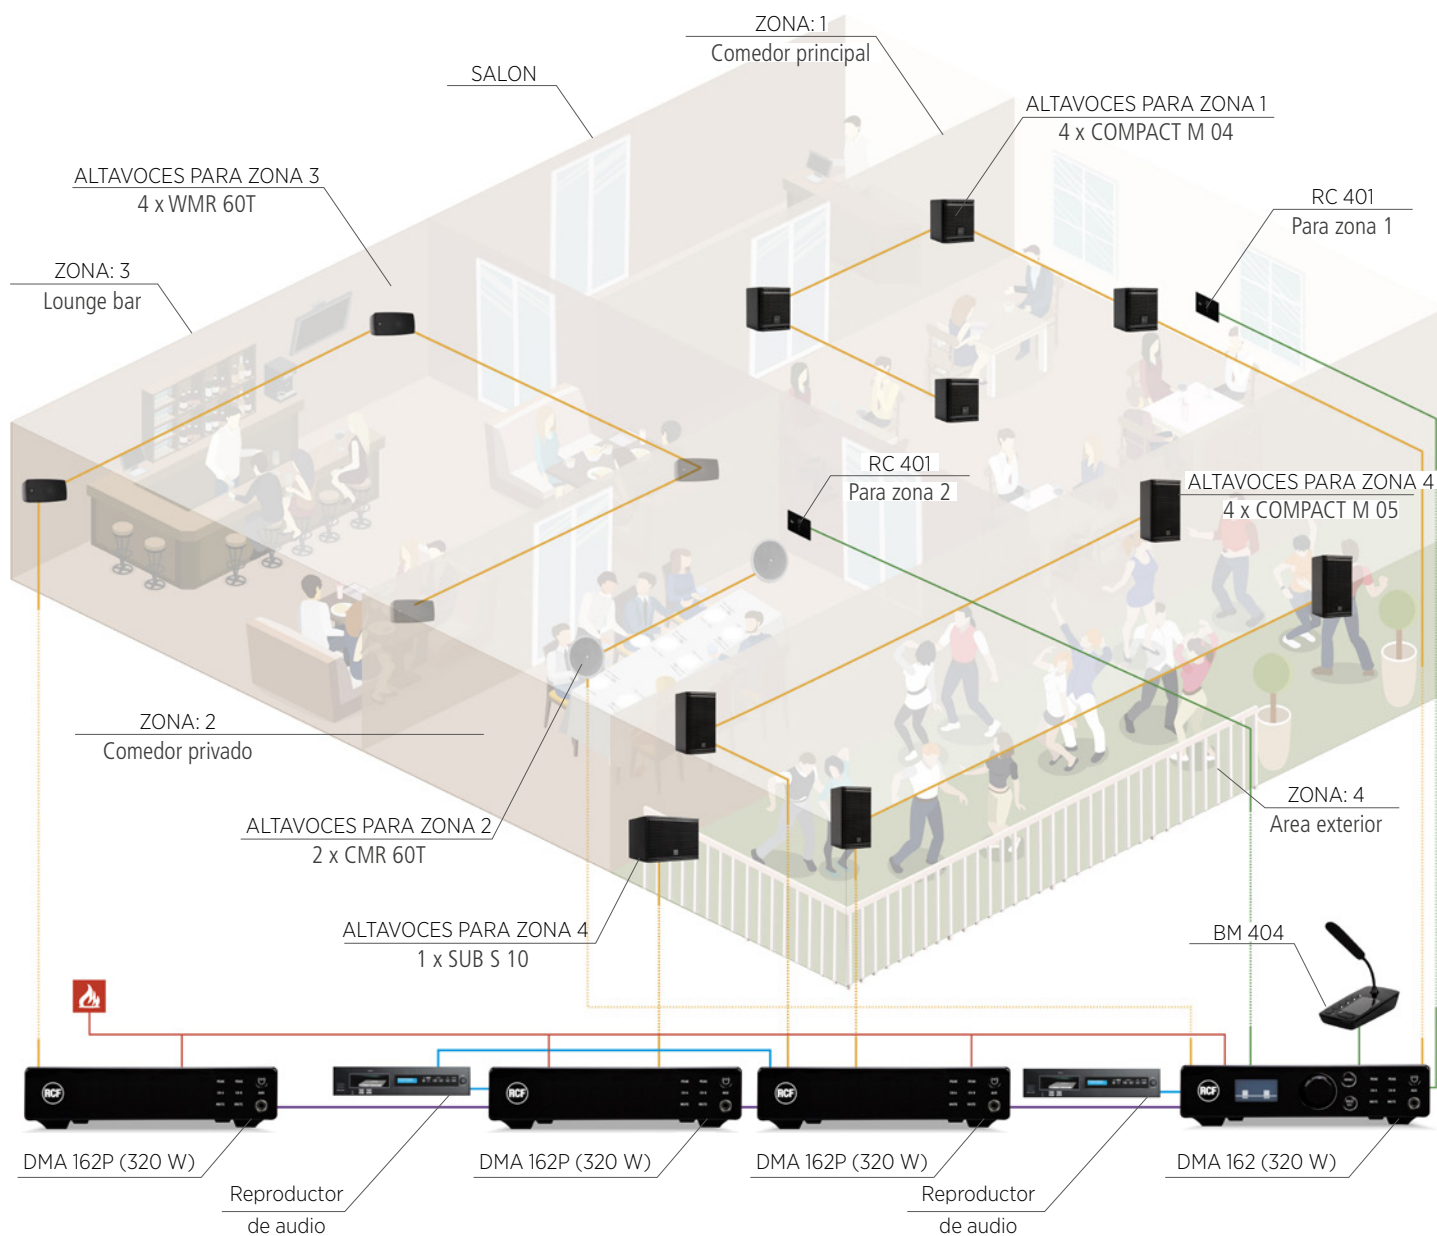 ZONA: 1
Comedor principal
SALON
ALTAVOCES PARA ZONA 1
4 x COMPACT M 04
ALTAVOCES PARA ZONA 3
4 x WMR 60T
RC 401
Para zona 1
ZONA: 3
Lounge bar
RC 401
Para zona 2
ALTAVOCES PARA ZONA 4
4 x COMPACT M 05
ZONA: 2
Comedor privado
ZONA: 4
Area exterior
ALTAVOCES PARA ZONA 2
2 x CMR 60T
ALTAVOCES PARA ZONA 4
1 x SUB S 10
BM 404
RCF
RCF
RCF
RCF
DMA 162P (320 W)
DMA 162P (320 W)
DMA 162P (320 W)
DMA 162 (320 W)
Reproductor
de audio
Reproductor
de audio